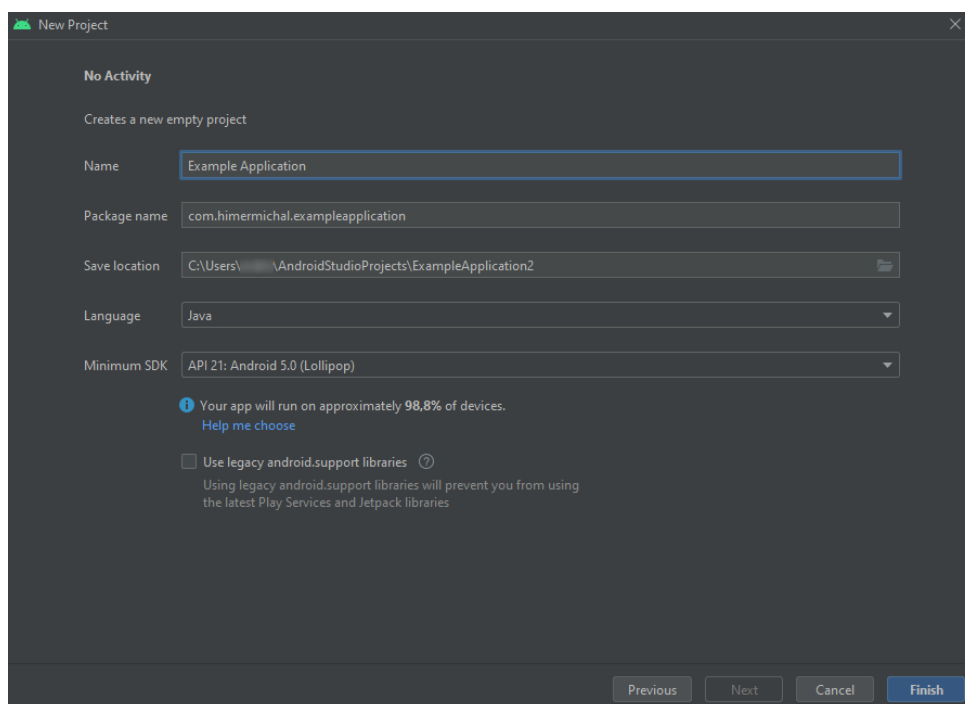 New Project
No Activity
Creates a new empty project
Name
Example Application
Package name
com.himermichal.exampleapplication
Save location
C:\Users\ \AndroidStudioProjects\ExampleApplication2
Language
Java
Minimum SDK
API 21: Android 5.0 (Lollipop)
Your app will run on approximately 98,8% of devices.
Help me choose
Use legacy android.support libraries ?
Using legacy android.support libraries will prevent you from using
the latest Play Services and Jetpack libraries
Previous
Next
Cancel
Finish